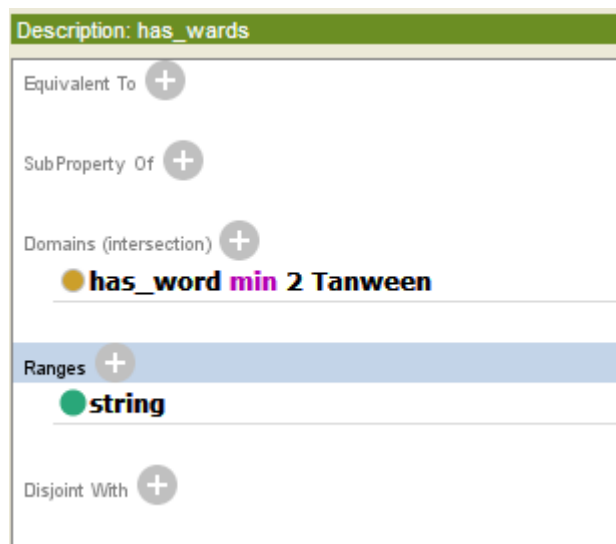 Description: has_wards
Equivalent To
SubProperty Of
Domains (intersection)
has_word min 2 Tanween
Ranges
string
Disjoint With